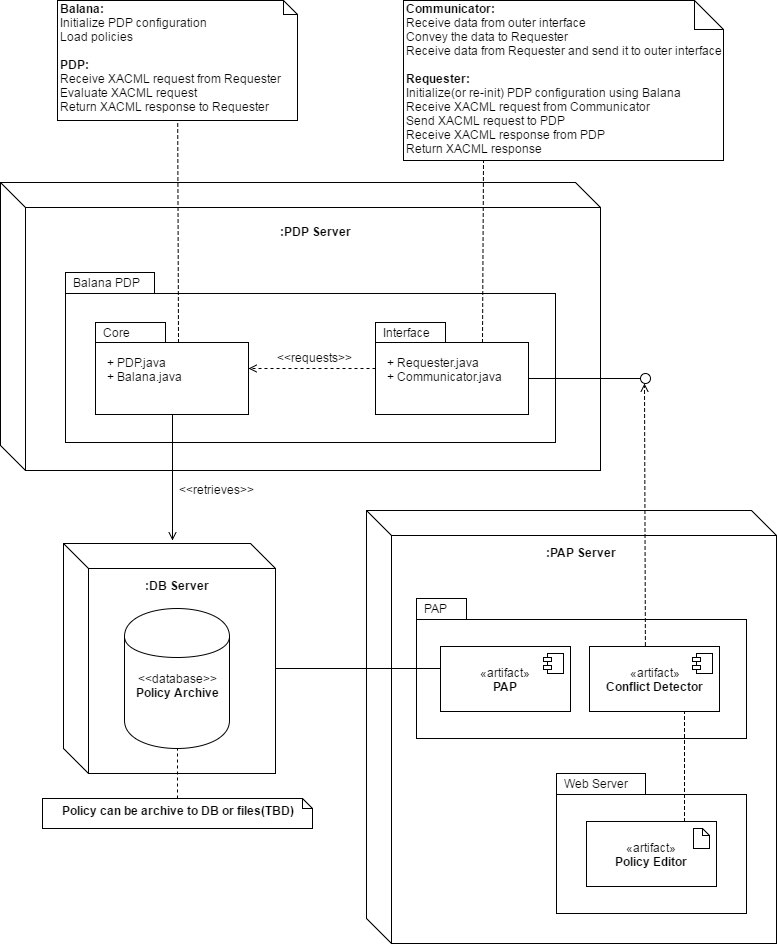 Balana:
Initialize PDP configuration
Load policies
PDP:
Receive XACML request from Requester
Evaluate XACML request
Return XACML response to Requester
Communicator:
Receive data from outer interface
Convey the data to Requester
Receive data from Requester and send it to outer interface
Requester:
Initialize(or re-init) PDP configuration using Balana
Receive XACML request from Communicator
Send XACML request to PDP
Receive XACML response from PDP
Return XACML response
:PDP Server
Balana PDP
Core
+ PDP.java
+ Balana.java
<<requests>>
Interface
+ Requester.java
+ Communicator.java
<<retrieves>>
:DB Server
<<database>>
Policy Archive
Policy can be archive to DB or files(TBD)
:PAP Server
PAP
«artifact»
PAP
«artifact»
Conflict Detector
Web Server
«artifact»
Policy Editor